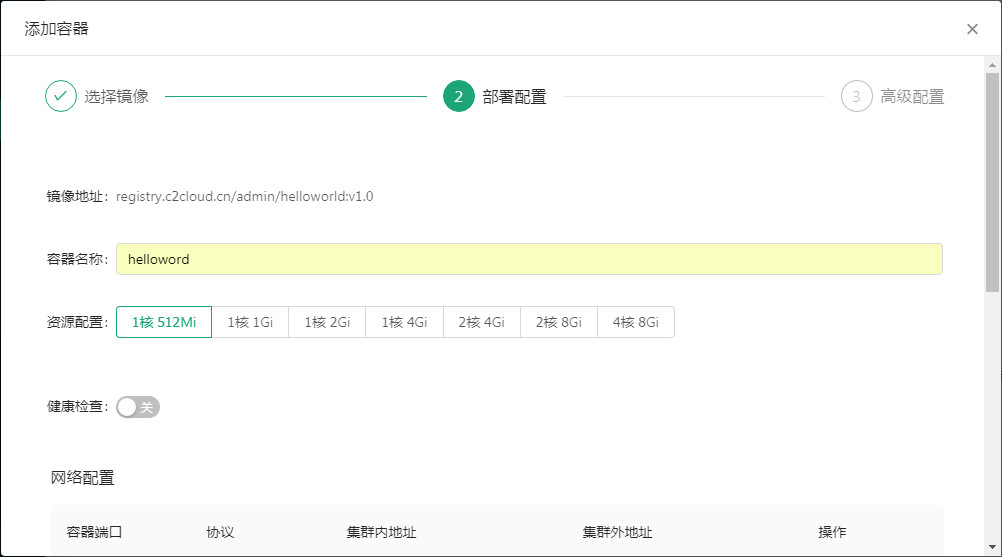 添加容器
选择镜像 2 部署配置 3 高级配置
镜像地址: registry.c2cloud.cn/admin/helloworld:v1.0
容器名称: helloword
资源配置: 1核 512Mi 1核 1Gi 1核 2Gi 1核 4Gi 2核 4Gi 2核 8Gi 4核 8Gi
健康检查: 关
网络配置
容器端口 协议 集群内地址 集群外地址 操作